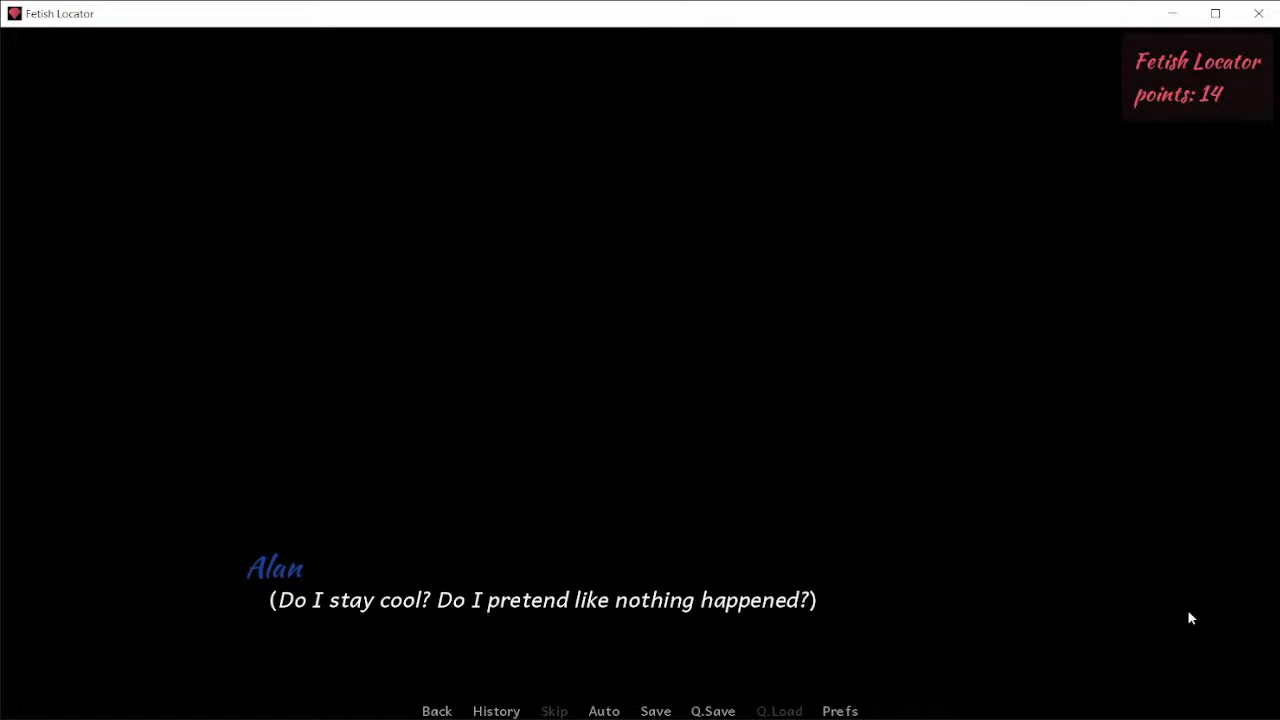 Fetish Locator
Fetish Locator
points: 14
Alan
(Do I stay cool? Do I pretend like nothing happened?)
Back History Skip Auto Save Q.Save Q.Load Prefs